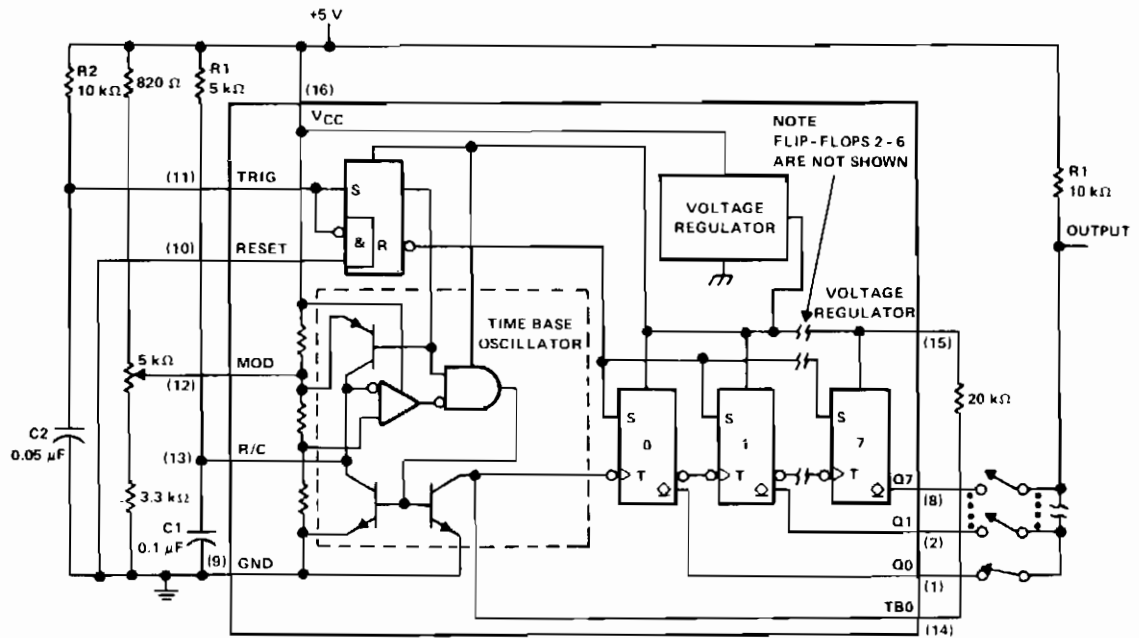 +5 V
R2
10 kΩ
820 Ω
R1
5 kΩ
(16)
VCC
NOTE
FLIP-FLOPS 2 - 6
ARE NOT SHOWN
R1
10 kΩ
(11)
TRIG
S
VOLTAGE
REGULATOR
OUTPUT
&
R
(10)
RESET
TIME BASE
OSCILLATOR
VOLTAGE
REGULATOR
(15)
5 kΩ
MOD
(12)
20 kΩ
S
S
S
C2
0.05 µF
0
1
7
R/C
(13)
T
T
T
Q7
(8)
3.3 kΩ
Q1
(2)
C1
0.1 µF
(9)
GND
Q0
(1)
TB0
(14)